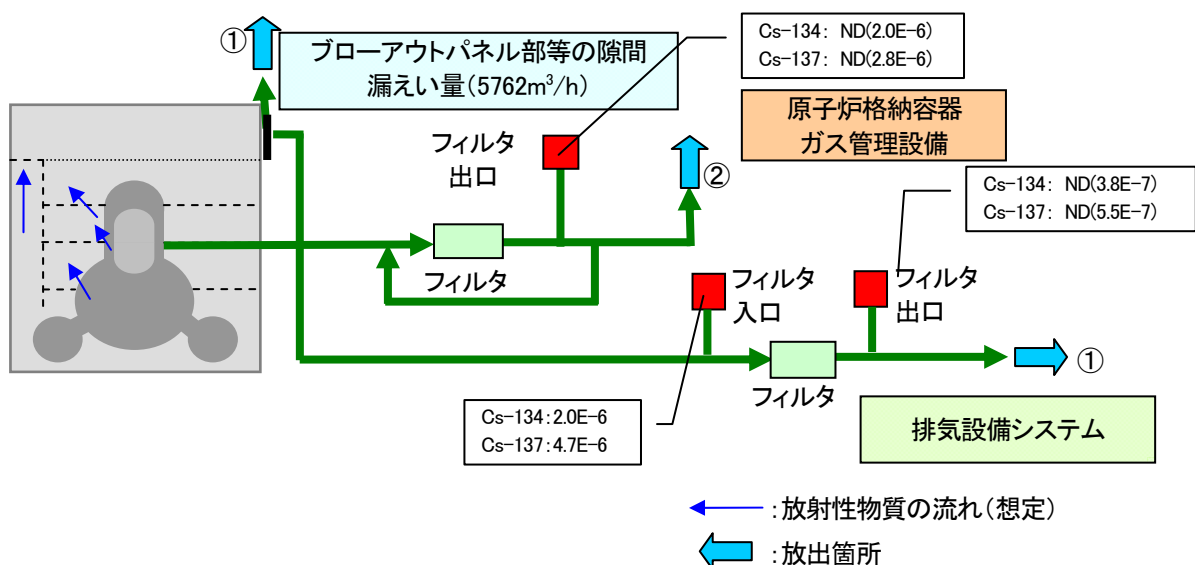 ①
ブローアウトパネル部等の隙間
漏えい量(5762m³/h)
Cs-134： ND(2.0E-6)
Cs-137： ND(2.8E-6)
原子炉格納容器
ガス管理設備
フィルタ
出口
②
Cs-134： ND(3.8E-7)
Cs-137： ND(5.5E-7)
フィルタ
フィルタ
入口
フィルタ
出口
①
フィルタ
Cs-134：2.0E-6
Cs-137：4.7E-6
排気設備システム
：放射性物質の流れ（想定）
：放出箇所